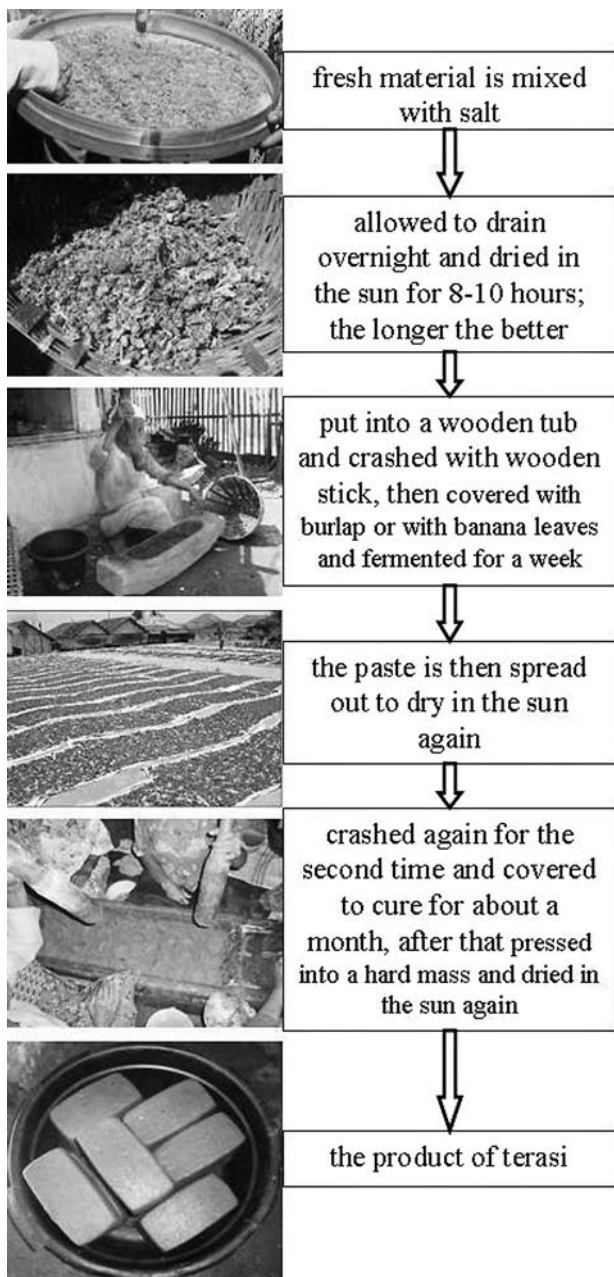 fresh material is mixed
with salt
allowed to drain
overnight and dried in
the sun for 8-10 hours;
the longer the better
put into a wooden tub
and crashed with wooden
stick, then covered with
burlap or with banana leaves
and fermented for a week
the paste is then spread
out to dry in the sun
again
crashed again for the
second time and covered
to cure for about a
month, after that pressed
into a hard mass and dried in
the sun again
the product of terasi